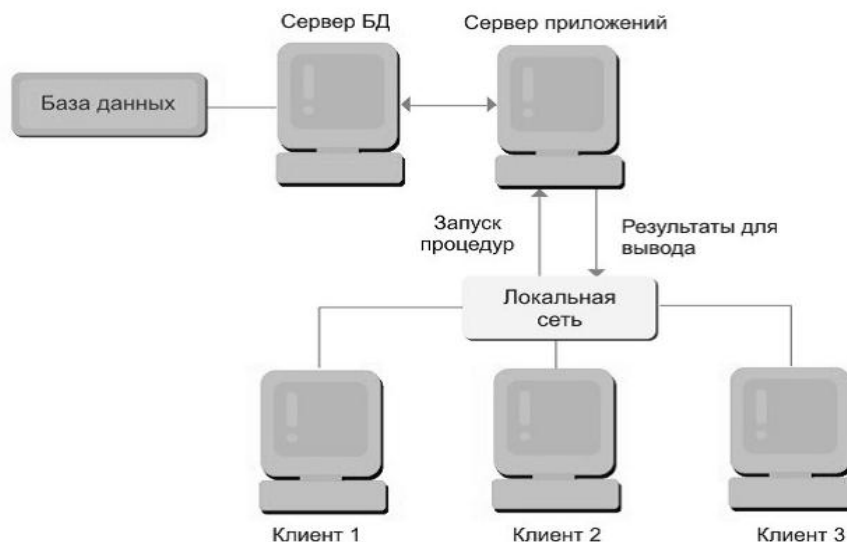 Сервер БД
Сервер приложений
База данных
Запуск
процедур
Результаты для
вывода
Локальная
сеть
Клиент 1
Клиент 2
Клиент 3